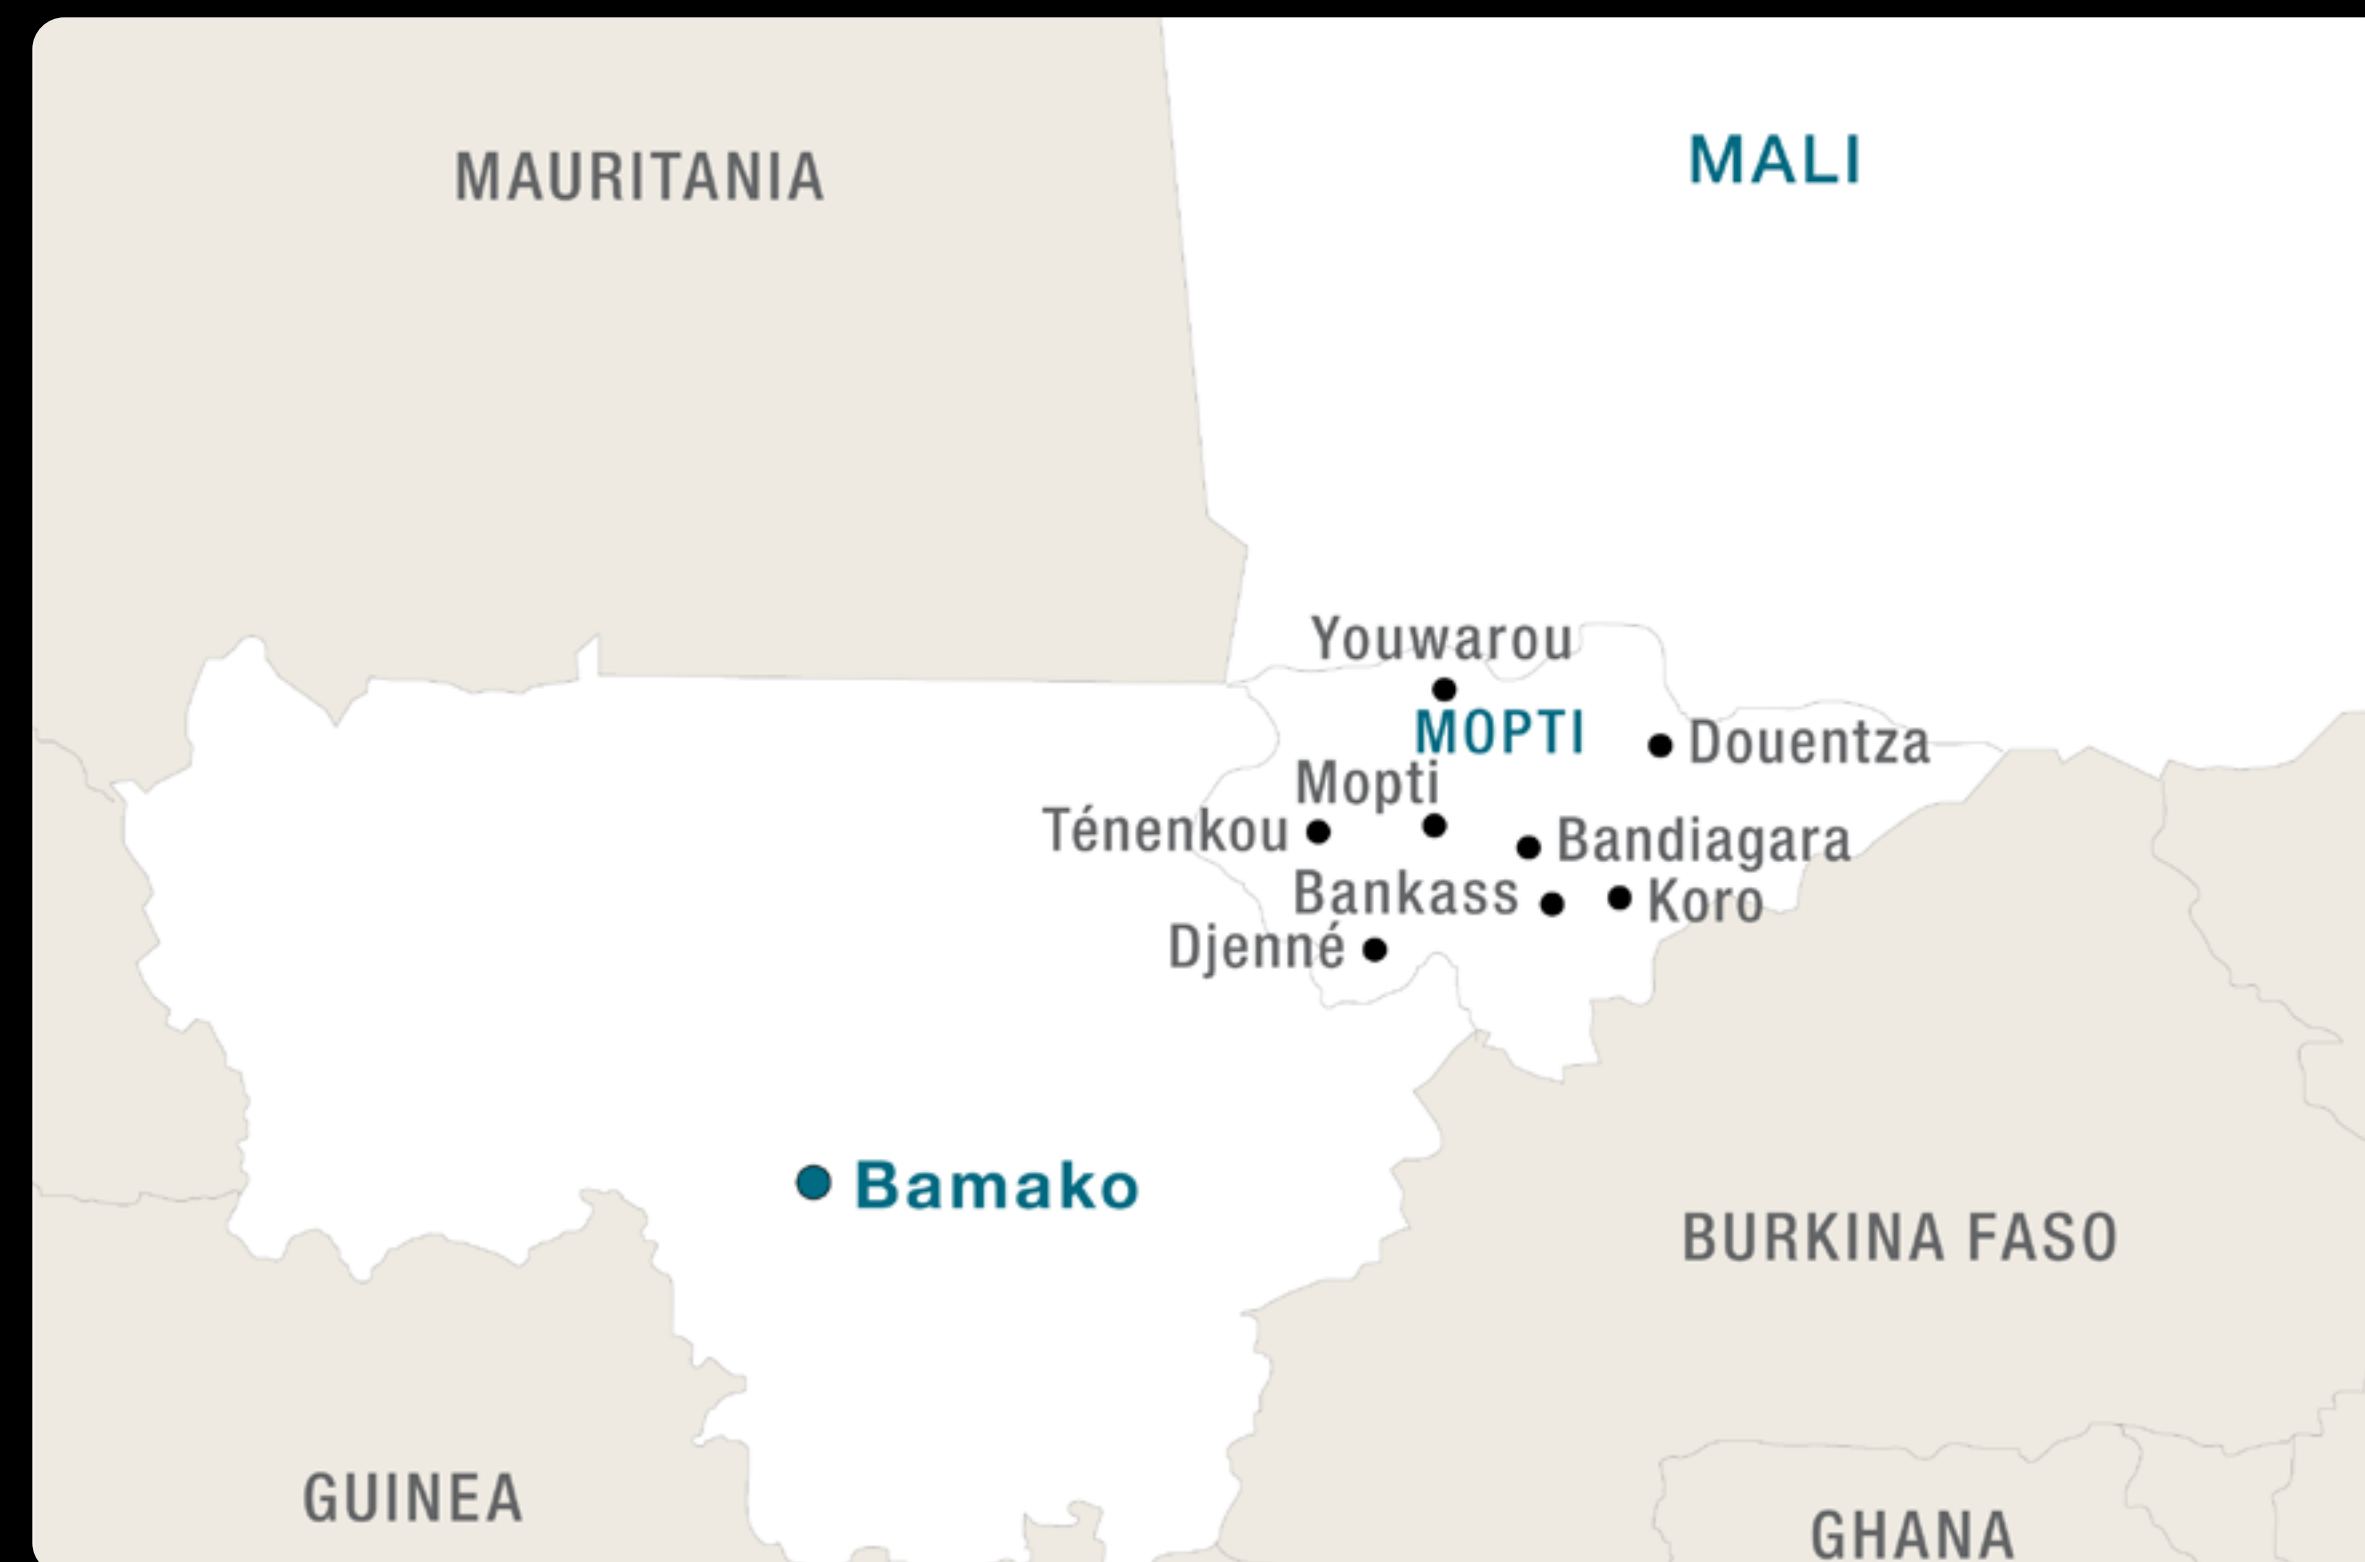 MAURITANIA
MALI
Youwarou
MOPTI
Douentza
Mopti
Ténenkou
Bandiagara
Bankass
Koro
Djenné
Bamako
BURKINA FASO
GUINEA
GHANA